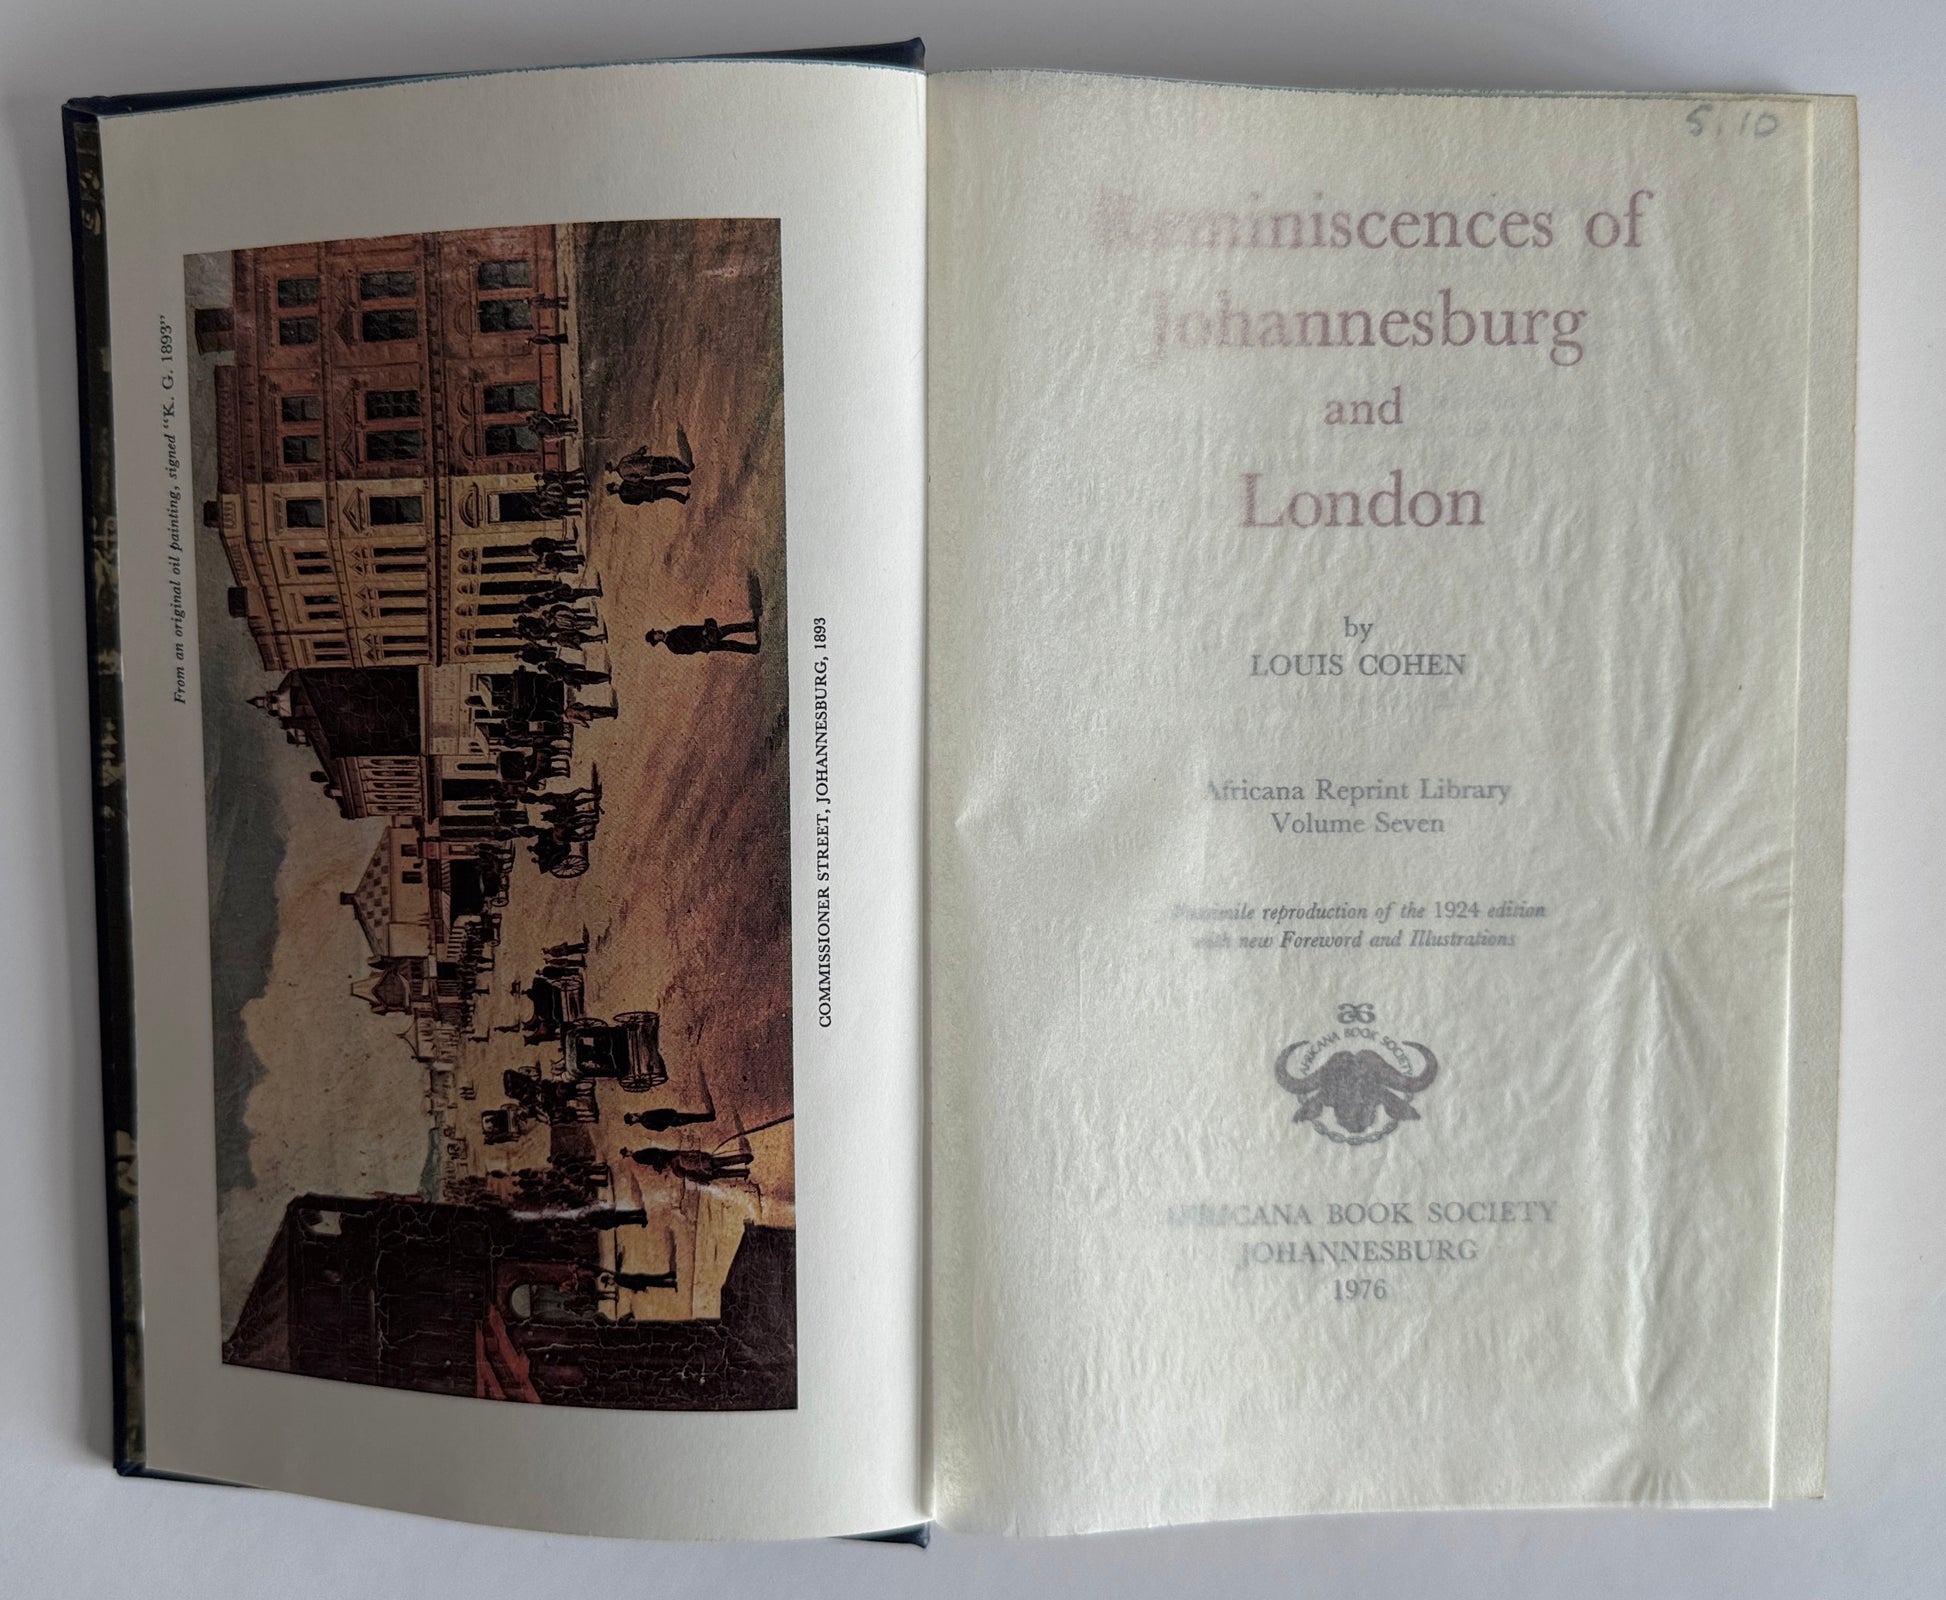 From an original oil painting, signed “K. G. 1893”
COMMISSIONER STREET, JOHANNESBURG, 1893
5.10
Reminiscences of
Johannesburg
and
London
by
LOUIS COHEN
Africana Reprint Library
Volume Seven
Facsimile reproduction of the 1924 edition
with new Foreword and Illustrations
AFRICANA BOOK SOCIETY
AFRICANA BOOK SOCIETY
JOHANNESBURG
1976